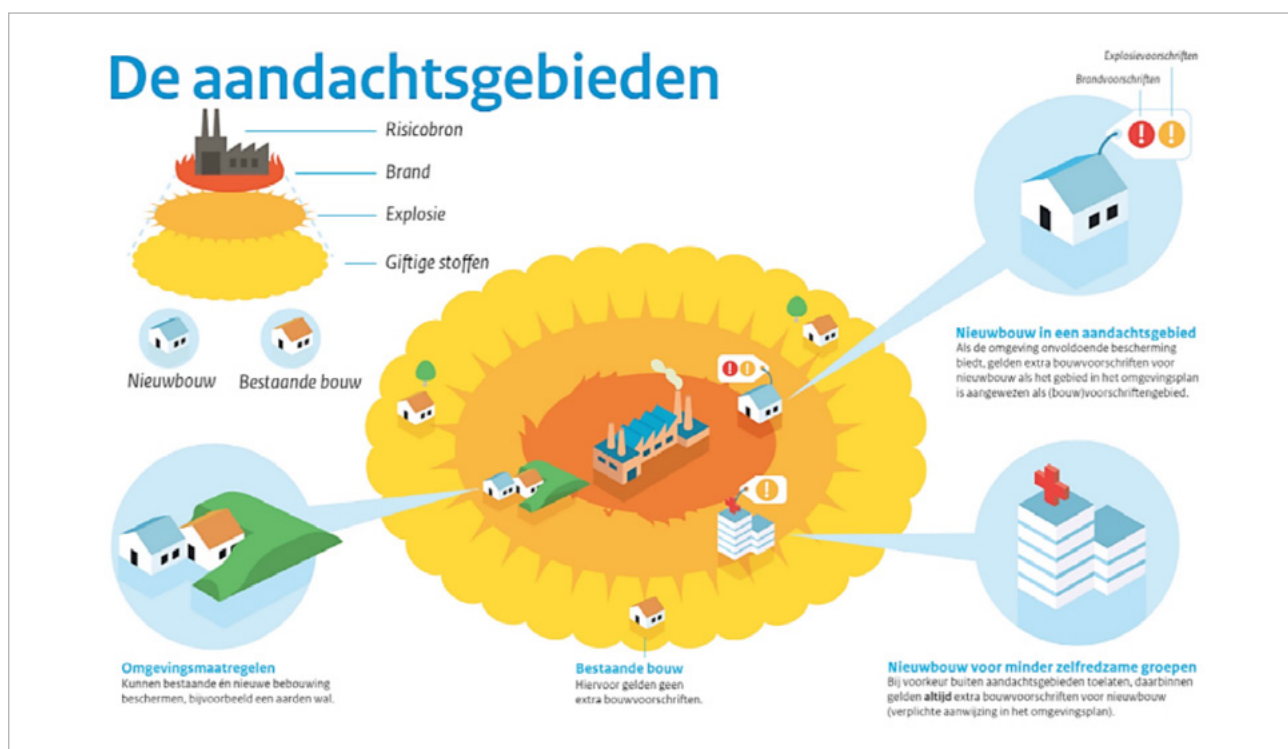 De aandachtsgebieden
Risicobron
Brand
Explosie
Giftige stoffen
Nieuwbouw
Bestaande bouw
Explosievoorschriften
Brandvoorschriften
Nieuwbouw in een aandachtsgebied
Als de omgeving onvoldoende bescherming
biedt, gelden extra bouwvoorschriften voor
nieuwbouw als het gebied in het omgevingsplan
is aangewezen als (bouw)voorschriftengebied.
Omgevingsmaatregelen
Kunnen bestaande én nieuwe bebouwing
beschermen, bijvoorbeeld een aarden wal.
Bestaande bouw
Hiervoor gelden geen
extra bouwvoorschriften.
Nieuwbouw voor minder zelfredzame groepen
Bij voorkeur buiten aandachtsgebieden toelaten, daarbinnen
gelden altijd extra bouwvoorschriften voor nieuwbouw
(verplichte aanwijzing in het omgevingsplan).